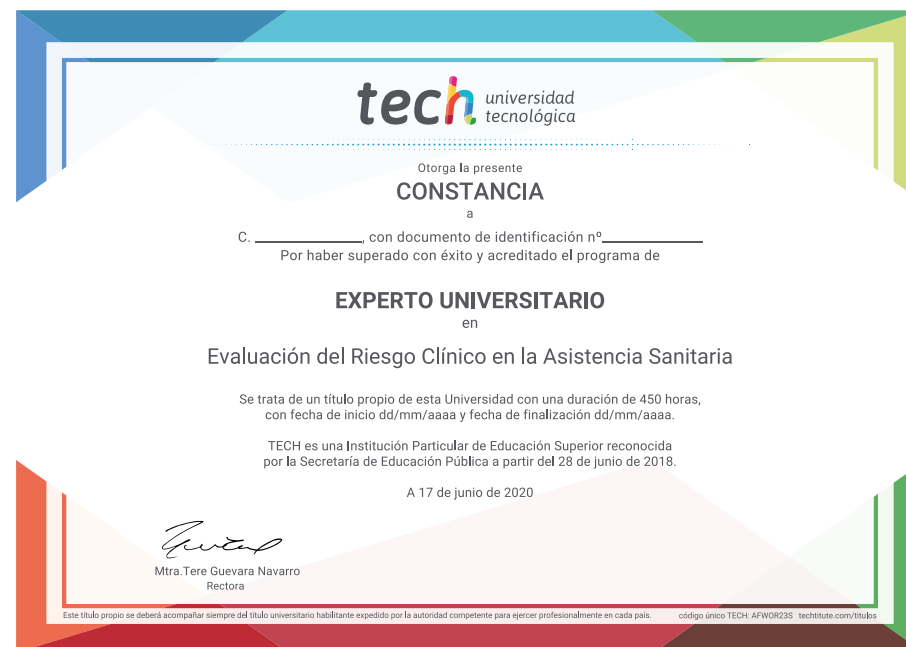 tech universidad
tecnológica
Otorga la presente
CONSTANCIA
a
C. ____________, con documento de identificación nº____________
Por haber superado con éxito y acreditado el programa de
EXPERTO UNIVERSITARIO
en
Evaluación del Riesgo Clínico en la Asistencia Sanitaria
Se trata de un título propio de esta Universidad con una duración de 450 horas,
con fecha de inicio dd/mm/aaaa y fecha de finalización dd/mm/aaaa.
TECH es una Institución Particular de Educación Superior reconocida
por la Secretaría de Educación Pública a partir del 28 de junio de 2018.
A 17 de junio de 2020
Mtra.Tere Guevara Navarro
Rectora
Este título propio se deberá acompañar siempre del título universitario habilitante expedido por la autoridad competente para ejercer profesionalmente en cada país. código único TECH: AFWOR23S techtitute.com/titulos